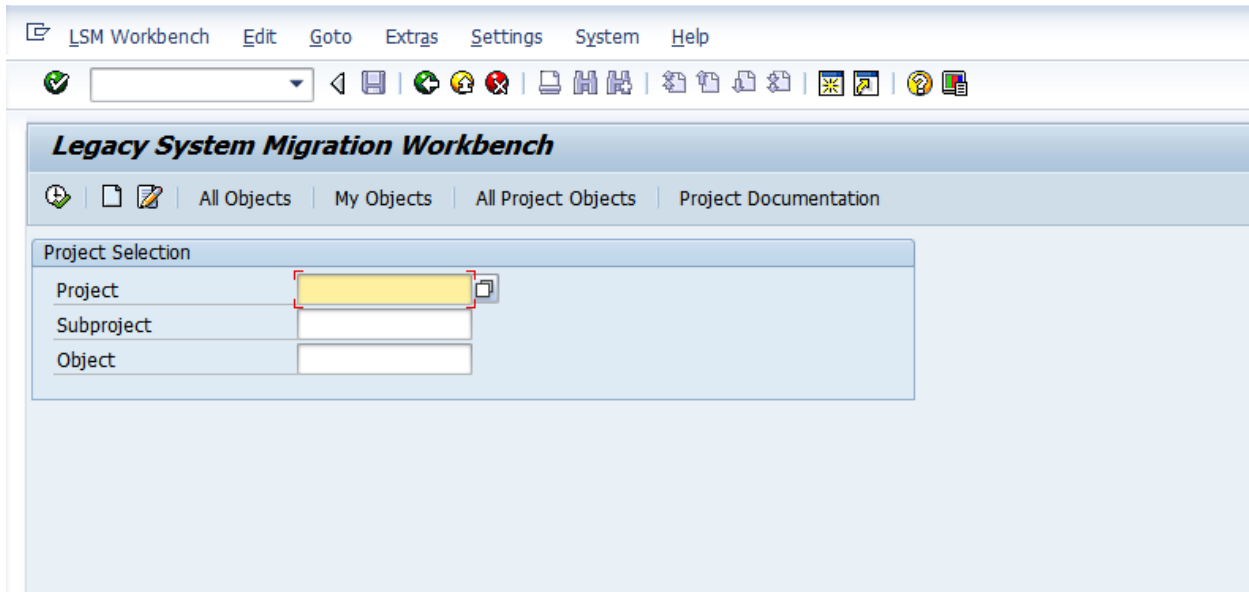 LSM Workbench Edit Goto Extras Settings System Help
Legacy System Migration Workbench
All Objects My Objects All Project Objects Project Documentation
Project Selection
Project
Subproject
Object